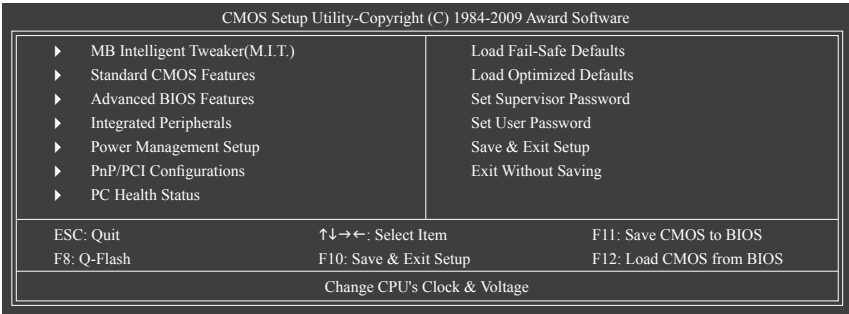 CMOS Setup Utility-Copyright (C) 1984-2009 Award Software
MB Intelligent Tweaker(M.I.T.)
Standard CMOS Features
Advanced BIOS Features
Integrated Peripherals
Power Management Setup
PnP/PCI Configurations
PC Health Status
Load Fail-Safe Defaults
Load Optimized Defaults
Set Supervisor Password
Set User Password
Save & Exit Setup
Exit Without Saving
ESC: Quit ↑↓→←: Select Item F11: Save CMOS to BIOS
F8: Q-Flash F10: Save & Exit Setup F12: Load CMOS from BIOS
Change CPU's Clock & Voltage